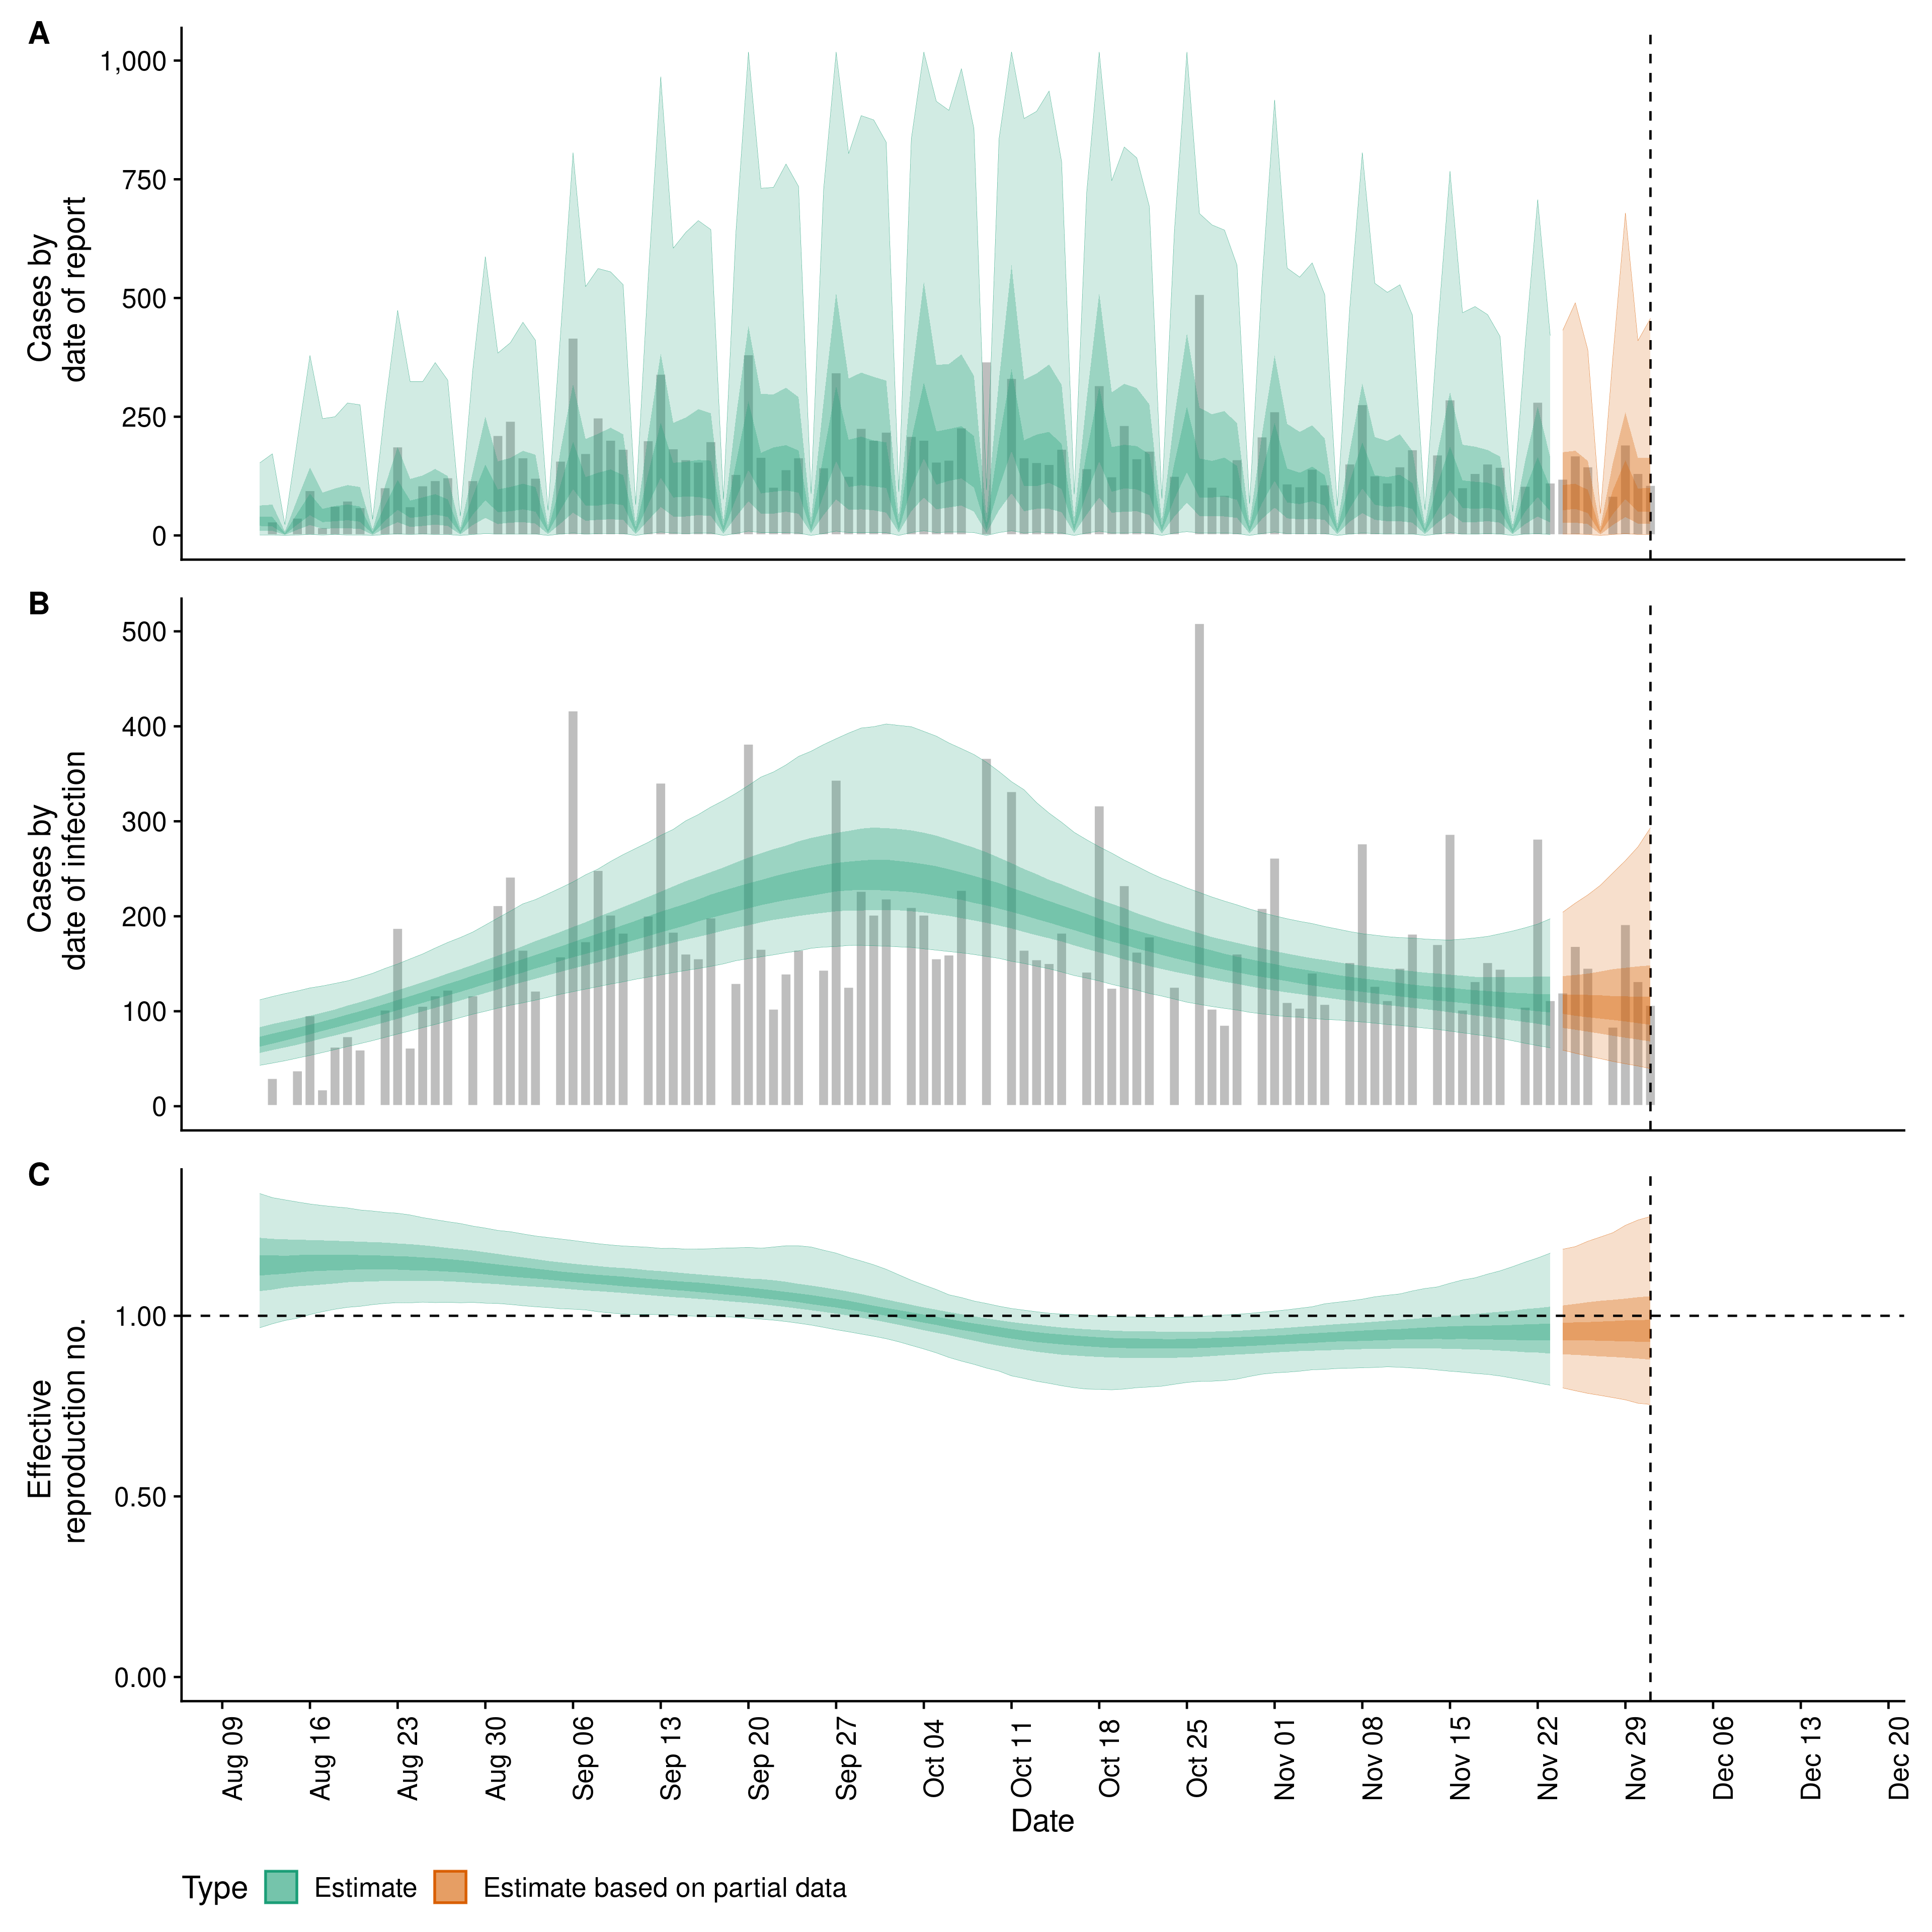 A
1,000
750
500
250
0
Cases by
date of report
B
500
400
300
200
100
0
Cases by
date of infection
C
1.00
0.50
0.00
Effective
reproduction no.
Aug 09
Aug 16
Aug 23
Aug 30
Sep 06
Sep 13
Sep 20
Sep 27
Oct 04
Oct 11
Oct 18
Oct 25
Nov 01
Nov 08
Nov 15
Nov 22
Nov 29
Dec 06
Dec 13
Dec 20
Date
Type Estimate Estimate based on partial data